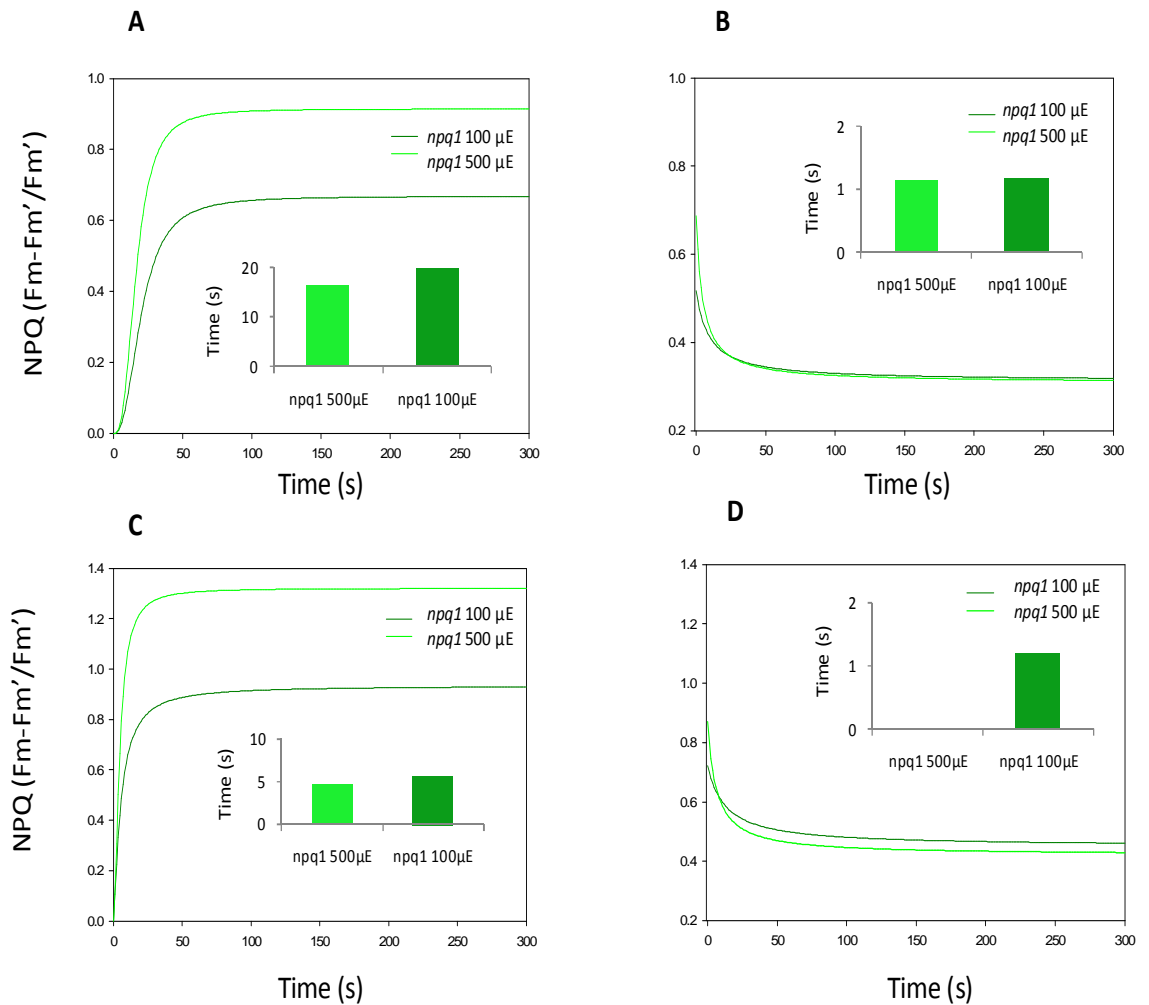 A
NPQ (Fm-Fm’/Fm’)
1.0
0.8
0.6
0.4
0.2
0.0
npq1 100 µE
npq1 500 µE
Time (s)
20
10
0
npq1 500µE npq1 100µE
0 50 100 150 200 250 300
Time (s)
B
1.0
0.8
0.6
0.4
0.2
npq1 100 µE
npq1 500 µE
Time (s)
2
1
0
npq1 500µE npq1 100µE
0 50 100 150 200 250 300
Time (s)
C
NPQ (Fm-Fm’/Fm’)
1.4
1.2
1.0
0.8
0.6
0.4
0.2
0.0
npq1 100 µE
npq1 500 µE
Time (s)
10
5
0
npq1 500µE npq1 100µE
0 50 100 150 200 250 300
Time (s)
D
1.4
1.2
1.0
0.8
0.6
0.4
0.2
npq1 100 µE
npq1 500 µE
Time (s)
2
1
0
npq1 500µE npq1 100µE
0 50 100 150 200 250 300
Time (s)